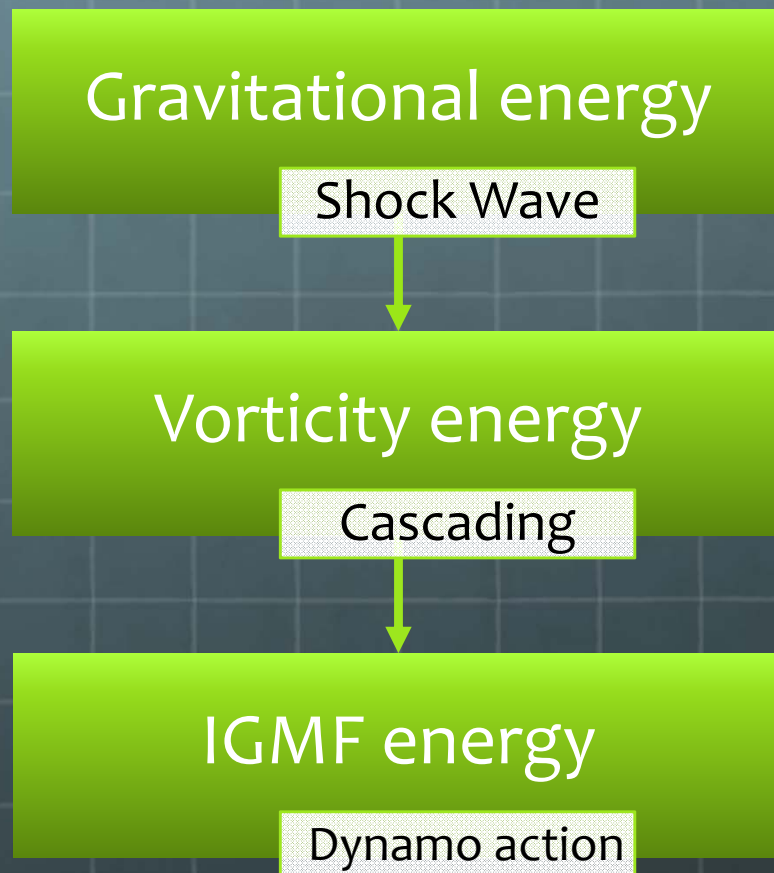 Gravitational energy
Shock Wave
Vorticity energy
Cascading
IGMF energy
Dynamo action